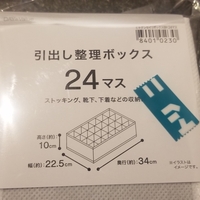 8401 0230
引出し整理ボックス
24マス
ストッキング、靴下、下着などの収納
高さ(約)
10cm
幅(約)22.5cm
奥行(約)34cm
※イラストは
イメージです。